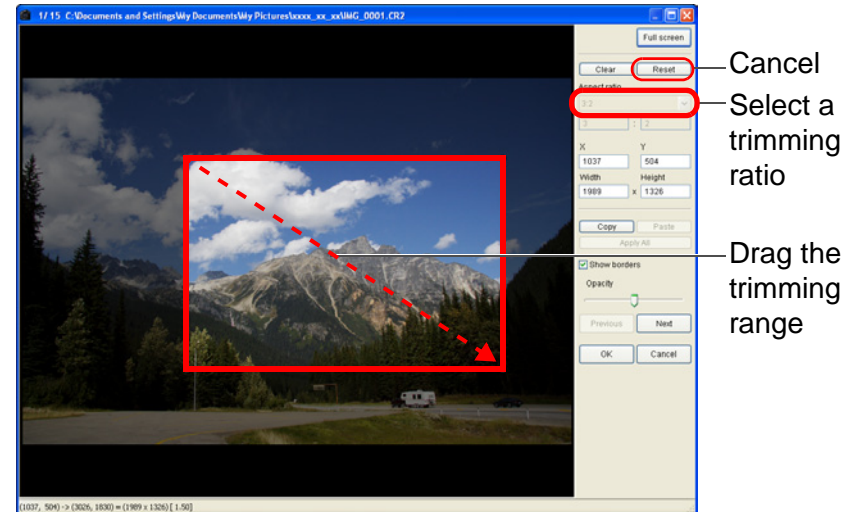 1/ 15 C:\Documents and Settings\My Documents\My Pictures\xxxx_xx_xx\IMG_0001.CR2
Full screen
Clear Reset
Aspect ratio
3:2
3 : 2
X Y
1037 504
Width Height
1989 x 1326
Copy Paste
Apply All
Show borders
Opacity
Previous Next
OK Cancel
(1037, 504) -> (3026, 1830) = (1989 x 1326) [ 1.50]
Cancel
Select a
trimming
ratio
Drag the
trimming
range